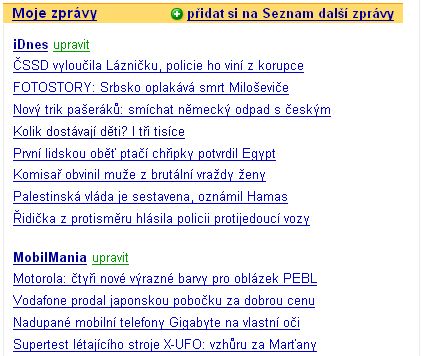 Moje zprávy přidat si na Seznam další zprávy
iDnes upravit
ČSSD vyloučila Lázničku, policie ho viní z korupce
FOTOSTORY: Srbsko oplakává smrt Miloševiče
Nový trik pašeráků: smíchat německý odpad s českým
Kolik dostávají děti? I tři tisíce
První lidskou oběť ptačí chřipky potvrdil Egypt
Komisař obvinil muže z brutální vraždy ženy
Palestinská vláda je sestavena, oznámil Hamas
Řidička z protisměru hlásila policii protijedoucí vozy
MobilMania upravit
Motorola: čtyři nové výrazné barvy pro oblázek PEBL
Vodafone prodal japonskou pobočku za dobrou cenu
Nadupané mobilní telefony Gigabyte na vlastní oči
Supertest létajícího stroje X-UFO: vzhůru za Marťany